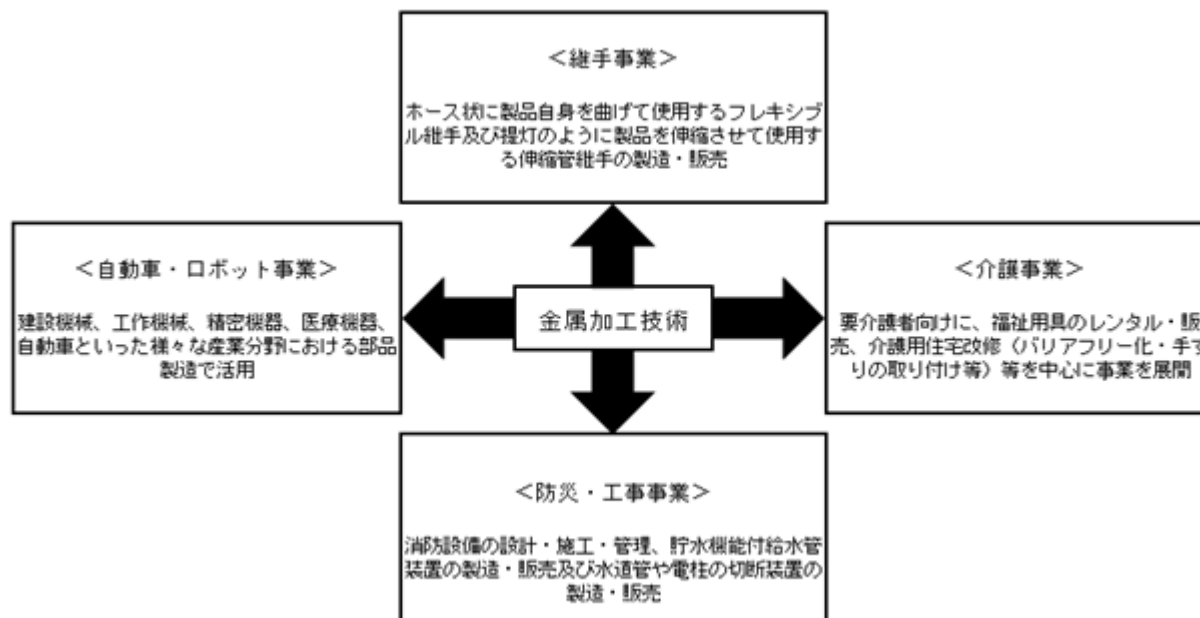 ＜継手事業＞
ホース状に製品自身を曲げて使用するフレキシブ
ル継手及び提灯のように製品を伸縮させて使用す
る伸縮管継手の製造・販売
＜自動車・ロボット事業＞
建設機械、工作機械、精密機器、医療機器、
自動車といった様々な産業分野における部品
製造で活用
金属加工技術
＜介護事業＞
要介護者向けに、福祉用具のレンタル・販
売、介護用住宅改修（バリアフリー化・手す
りの取り付け等）等を中心に事業を展開
＜防災・工事事業＞
消防設備の設計・施工・管理、貯水機能付給水管
装置の製造・販売及び水道管や電柱の切断装置の
製造・販売